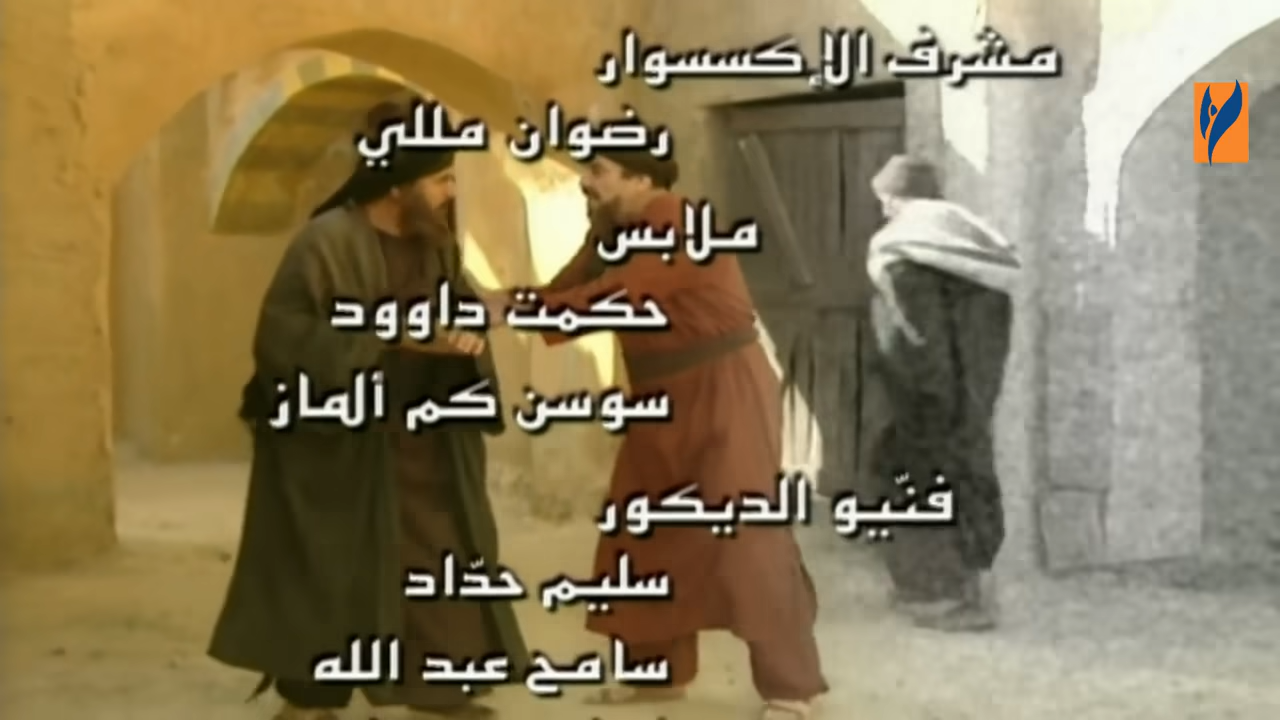 مشرف الإكسسوار
رضوان مللي
ملابس
حكمت داوود
سوسن كم ألماز
فنّيو الديكور
سليم حدّاد
سامح عبد الله